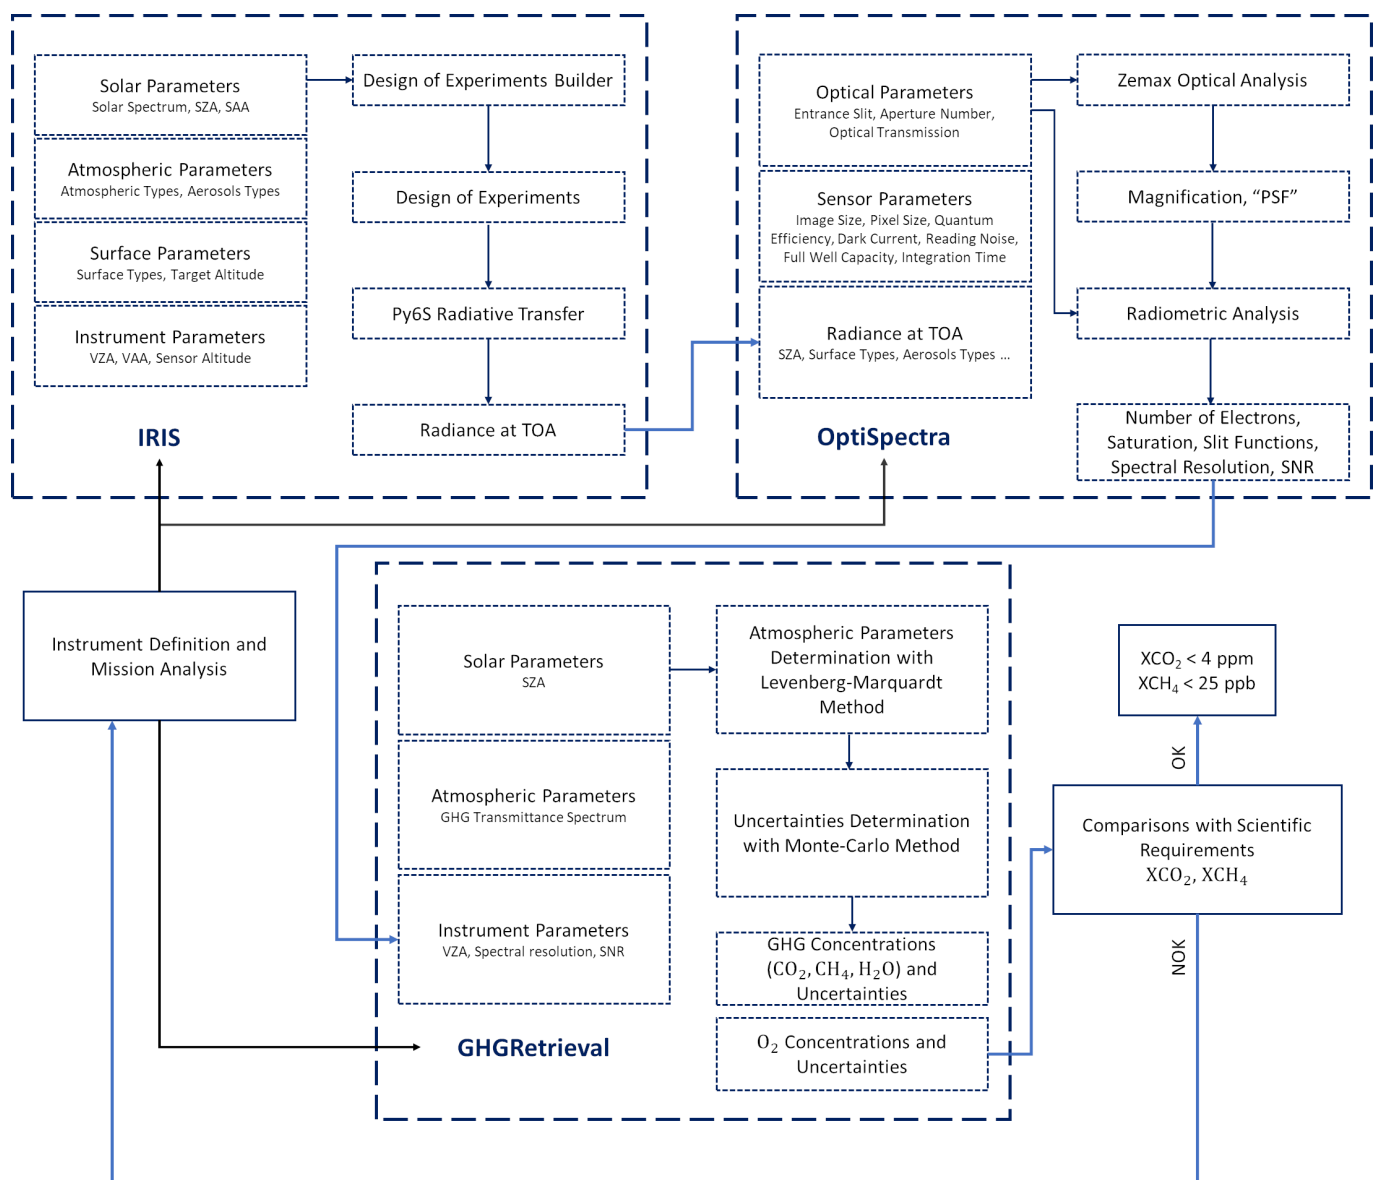 Solar Parameters
Solar Spectrum, SZA, SAA
Atmospheric Parameters
Atmospheric Types, Aerosols Types
Surface Parameters
Surface Types, Target Altitude
Instrument Parameters
VZA, VAA, Sensor Altitude
Design of Experiments Builder
Design of Experiments
Py6S Radiative Transfer
Radiance at TOA
IRIS
Optical Parameters
Entrance Slit, Aperture Number,
Optical Transmission
Sensor Parameters
Image Size, Pixel Size, Quantum
Efficiency, Dark Current, Reading Noise,
Full Well Capacity, Integration Time
Radiance at TOA
SZA, Surface Types, Aerosols Types ...
Zemax Optical Analysis
Magnification, “PSF”
Radiometric Analysis
Number of Electrons,
Saturation, Slit Functions,
Spectral Resolution, SNR
OptiSpectra
Instrument Definition and
Mission Analysis
Solar Parameters
SZA
Atmospheric Parameters
GHG Transmittance Spectrum
Instrument Parameters
VZA, Spectral resolution, SNR
Atmospheric Parameters
Determination with
Levenberg-Marquardt
Method
Uncertainties Determination
with Monte-Carlo Method
GHG Concentrations
(CO₂, CH₄, H₂O) and
Uncertainties
O₂ Concentrations and
Uncertainties
GHGRetrieval
XCO₂ < 4 ppm
XCH₄ < 25 ppb
OK
Comparisons with Scientific
Requirements
XCO₂, XCH₄
NOK